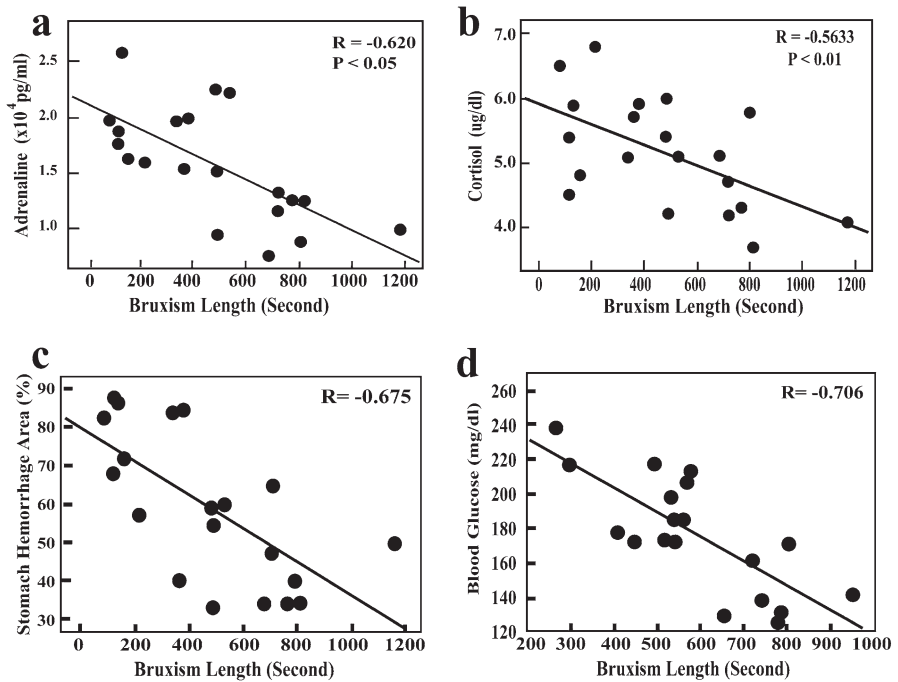 a
R = -0.620
P < 0.05
Adrenaline (x10⁴pg/ml)
2.5
2.0
1.5
1.0
0 200 400 600 800 1000 1200
Bruxism Length (Second)
b
R = -0.5633
P < 0.01
Cortisol (ug/dl)
7.0
6.0
5.0
4.0
0 200 400 600 800 1000 1200
Bruxism Length (Second)
c
R= -0.675
Stomach Hemorrhage Area (%)
90
80
70
60
50
40
30
0 200 400 600 800 1000 1200
Bruxism Length (Second)
d
R= -0.706
Blood Glucose (mg/dl)
260
240
220
200
180
160
140
120
200 300 400 500 600 700 800 900 1000
Bruxism Length (Second)